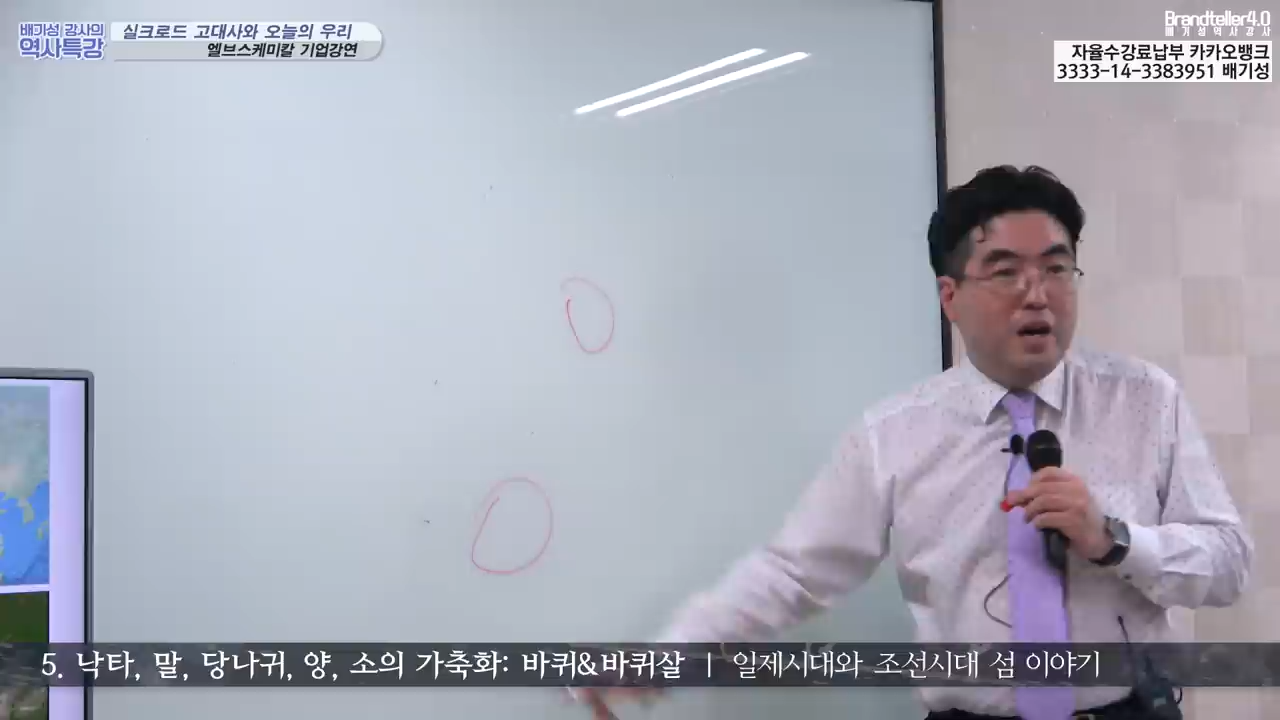 배기성 강사의
역사특강
실크로드 고대사와 오늘의 우리
엘브스케미칼 기업강연
Brandteller4.0
배기성역사강사
자율수강료납부 카카오뱅크
3333-14-3383951 배기성
5. 낙타, 말, 당나귀, 양, 소의 가축화: 바퀴&바퀴살 | 일제시대와 조선시대 섬 이야기